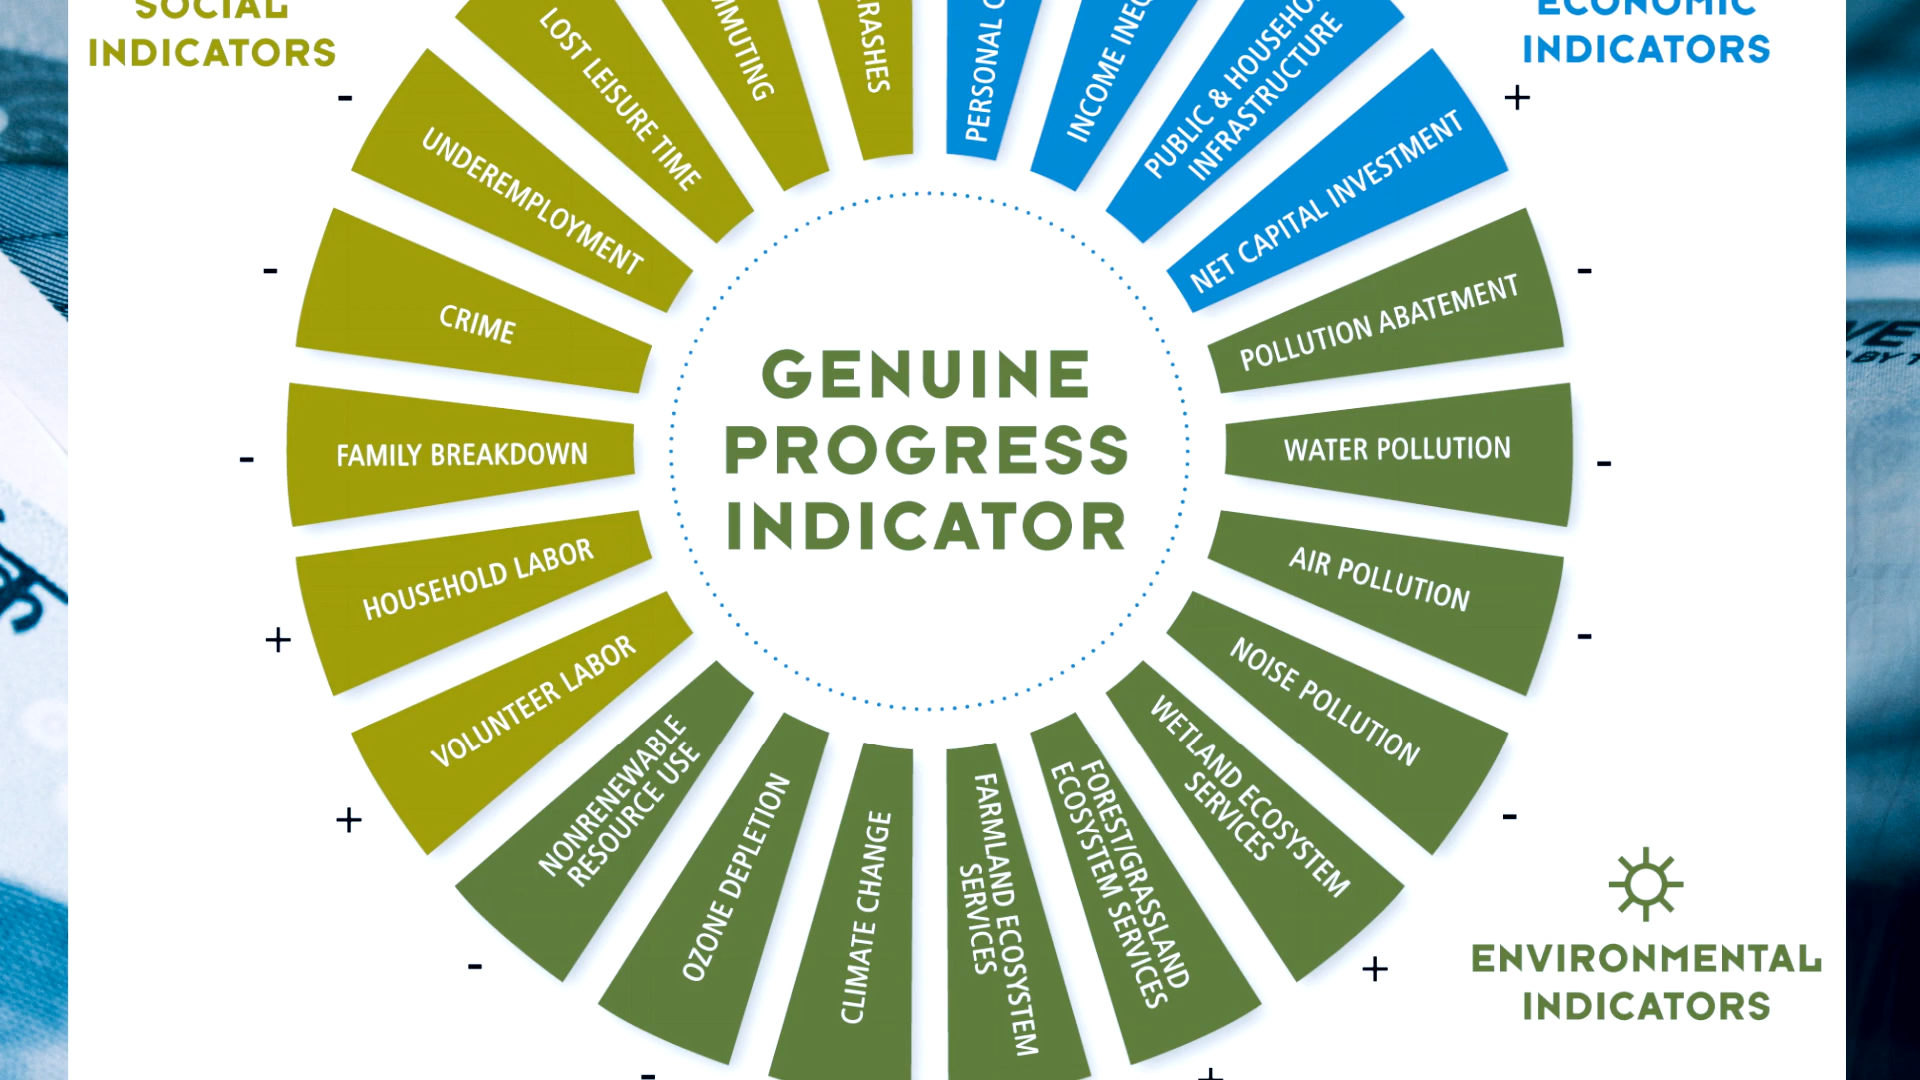 SOCIAL
INDICATORS
ECONOMIC
INDICATORS
LOST LEISURE TIME
PERSONAL
INCOME
PUBLIC &
INFRASTRUCTURE
NET CAPITAL INVESTMENT
+
-
UNDEREMPLOYMENT
-
CRIME
-
FAMILY BREAKDOWN
+
HOUSEHOLD LABOR
+
VOLUNTEER LABOR
GENUINE
PROGRESS
INDICATOR
POLLUTION ABATEMENT
-
WATER POLLUTION
-
AIR POLLUTION
-
NOISE POLLUTION
-
WETLAND ECOSYSTEM
SERVICES
+
FOREST/GRASSLAND
ECOSYSTEM SERVICES
+
FARMLAND ECOSYSTEM
SERVICES
CLIMATE CHANGE
OZONE DEPLETION
-
NONRENEWABLE
RESOURCE USE
-
ENVIRONMENTAL
INDICATORS